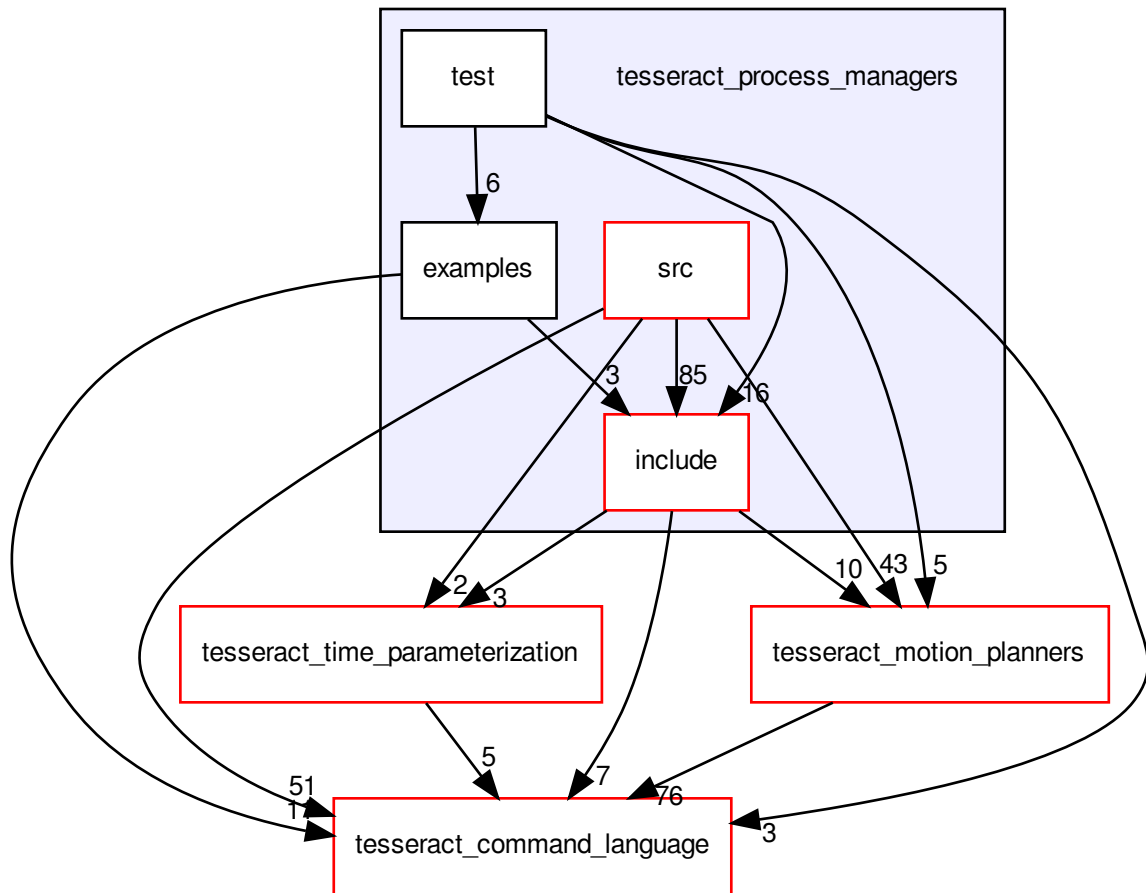 test
tesseract_process_managers
6
examples
src
3
85
16
include
2
3
10
43
5
tesseract_time_parameterization
tesseract_motion_planners
5
7
76
51
3
tesseract_command_language